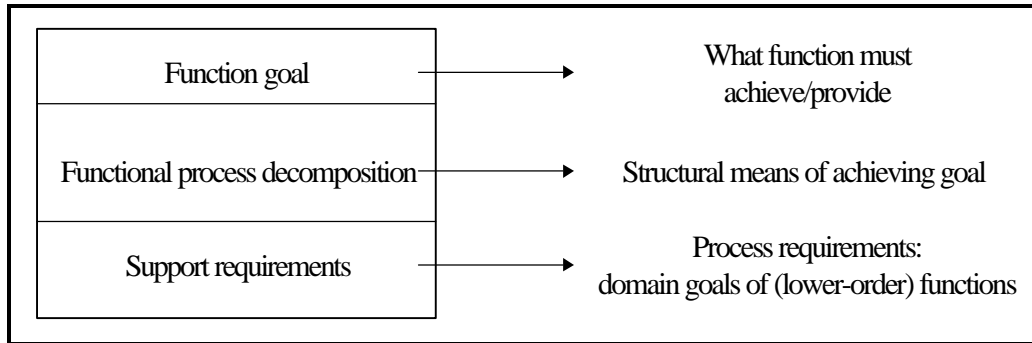 Function goal
What function must
achieve/provide
Functional process decomposition
Structural means of achieving goal
Support requirements
Process requirements:
domain goals of (lower-order) functions